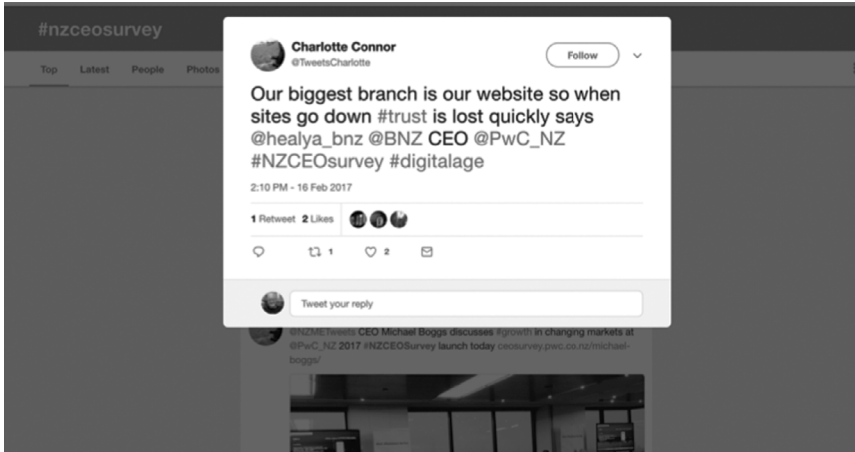 #nzceosurvey
Top Latest People Photos
Charlotte Connor
@TweetsCharlotte
Follow
Our biggest branch is our website so when
sites go down #trust is lost quickly says
@healya_bnz @BNZ CEO @PwC_NZ
#NZCEOsurvey #digitalage
2:10 PM - 16 Feb 2017
1 Retweet 2 Likes
1 2
Tweet your reply
@NZMETweets CEO Michael Boggs discusses #growth in changing markets at
@PwC_NZ 2017 #NZCEOSurvey launch today ceosurvey.pwc.co.nz/michael-
boggs/